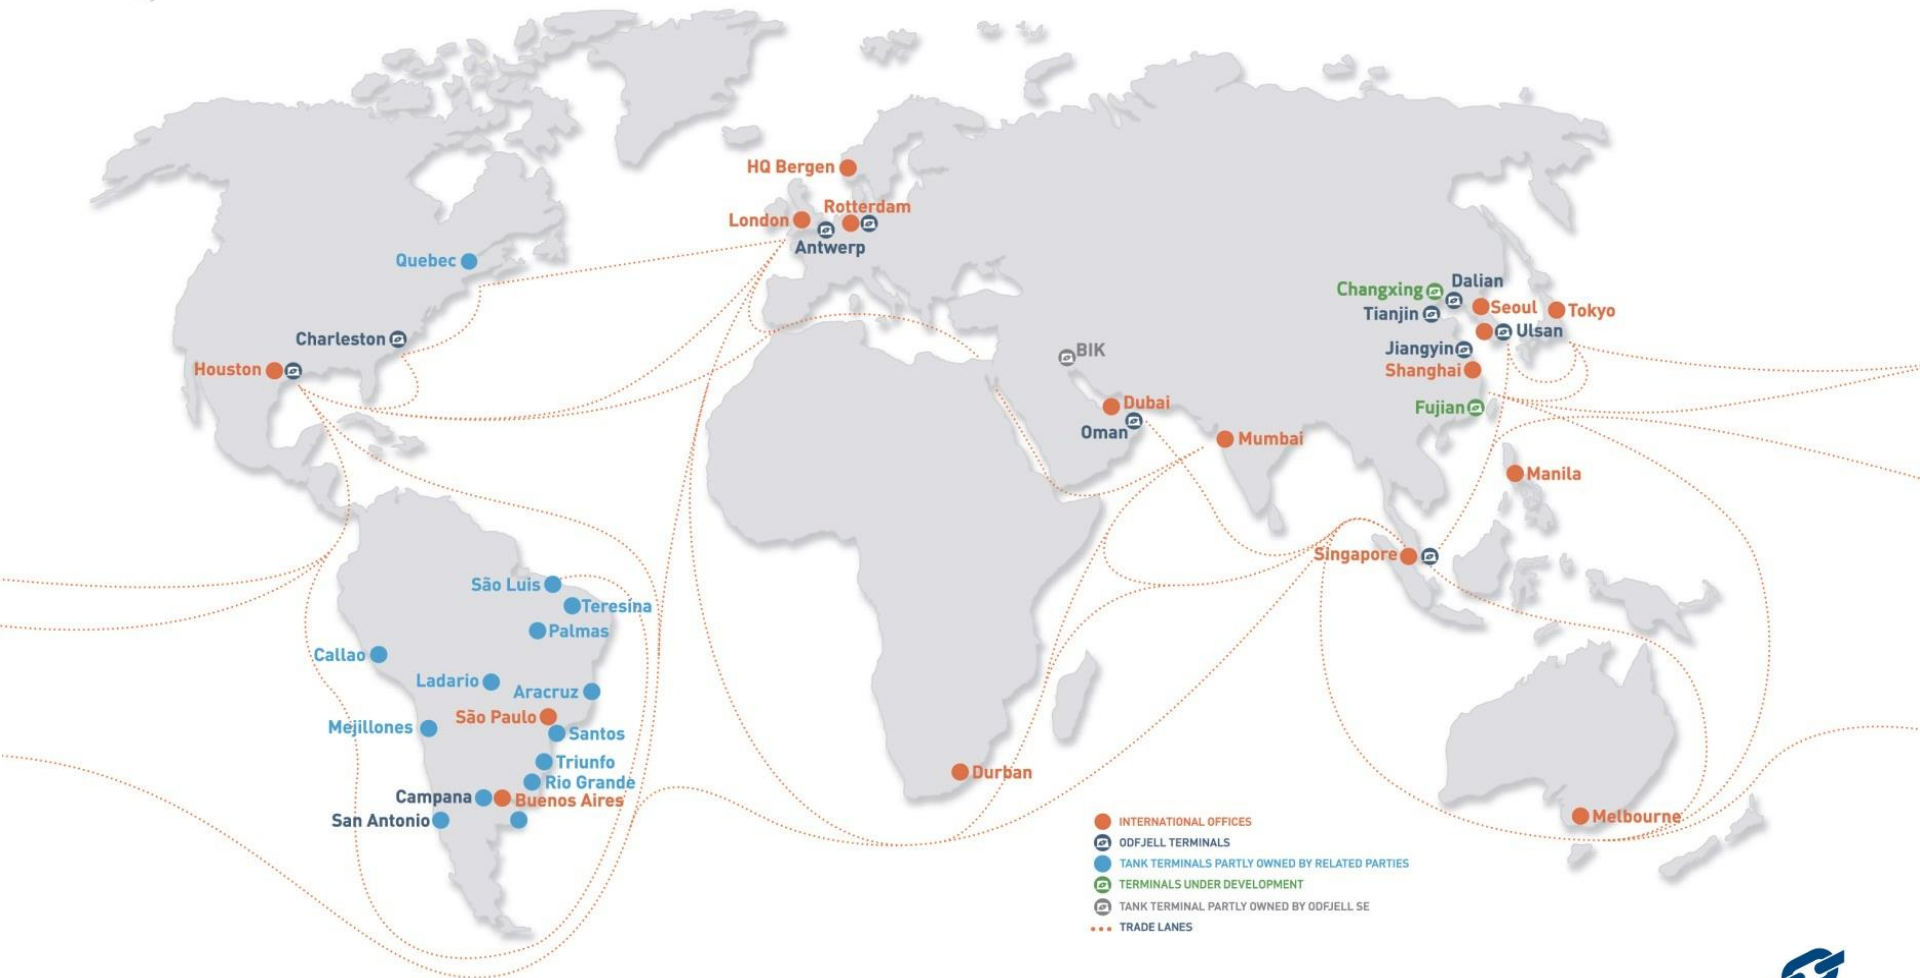 HQ Bergen
London
Rotterdam
Antwerp
Quebec
Charleston
Houston
Changxing
Dalian
Tianjin
Seoul
Tokyo
Ulsan
Jiangyin
Shanghai
Fujian
BIK
Dubai
Oman
Mumbai
Manila
Singapore
São Luis
Teresina
Palmas
Callao
Ladario
Aracruz
São Paulo
Mejillones
Santos
Triunfo
Rio Grande
Campana
Buenos Aires
San Antonio
Durban
Melbourne
INTERNATIONAL OFFICES
ODFJELL TERMINALS
TANK TERMINALS PARTLY OWNED BY RELATED PARTIES
TERMINALS UNDER DEVELOPMENT
TANK TERMINAL PARTLY OWNED BY ODFJELL SE
TRADE LANES